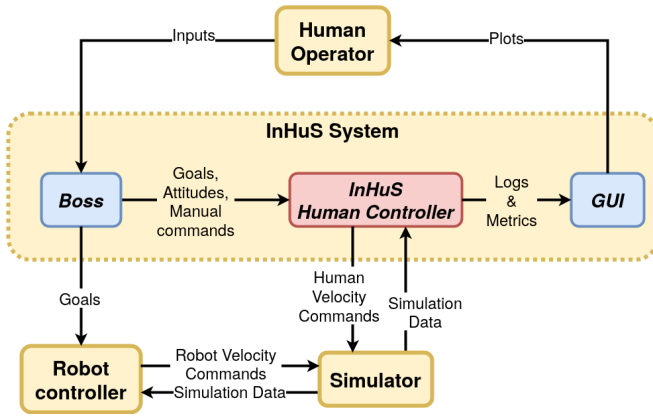 Human
Operator
Inputs
Plots
InHuS System
Boss
Goals,
Attitudes,
Manual
commands
InHuS
Human Controller
Logs
&
Metrics
GUI
Goals
Human
Velocity
Commands
Simulation
Data
Robot
controller
Robot Velocity
Commands
Simulation Data
Simulator